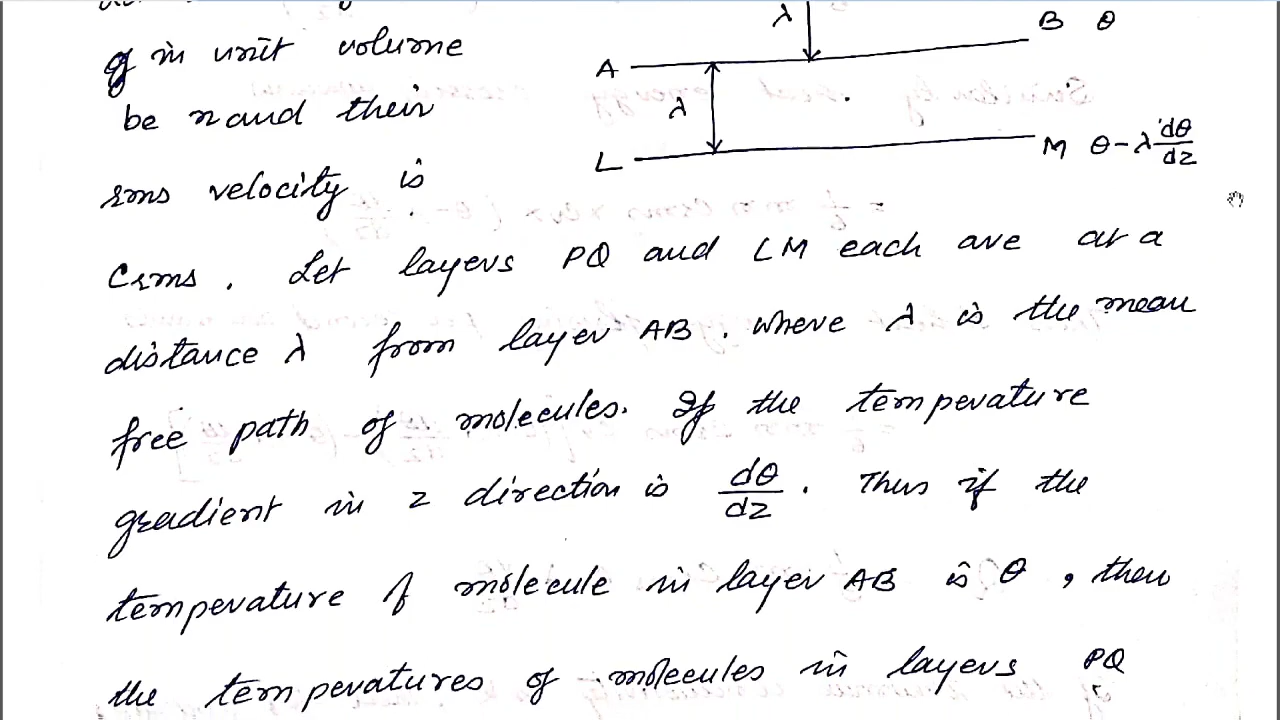 λ
B θ
of in unit volume
A
be n and their
λ
L
M θ-λ dθ/dz
rms velocity is
Crms. Let layers PQ and LM each are at a
distance λ from layer AB. Where λ is the mean
free path of molecules. If the temperature
gradient in z direction is dθ/dz. Thus if the
temperature of molecule in layer AB is θ, then
the temperatures of molecules in layers PQ